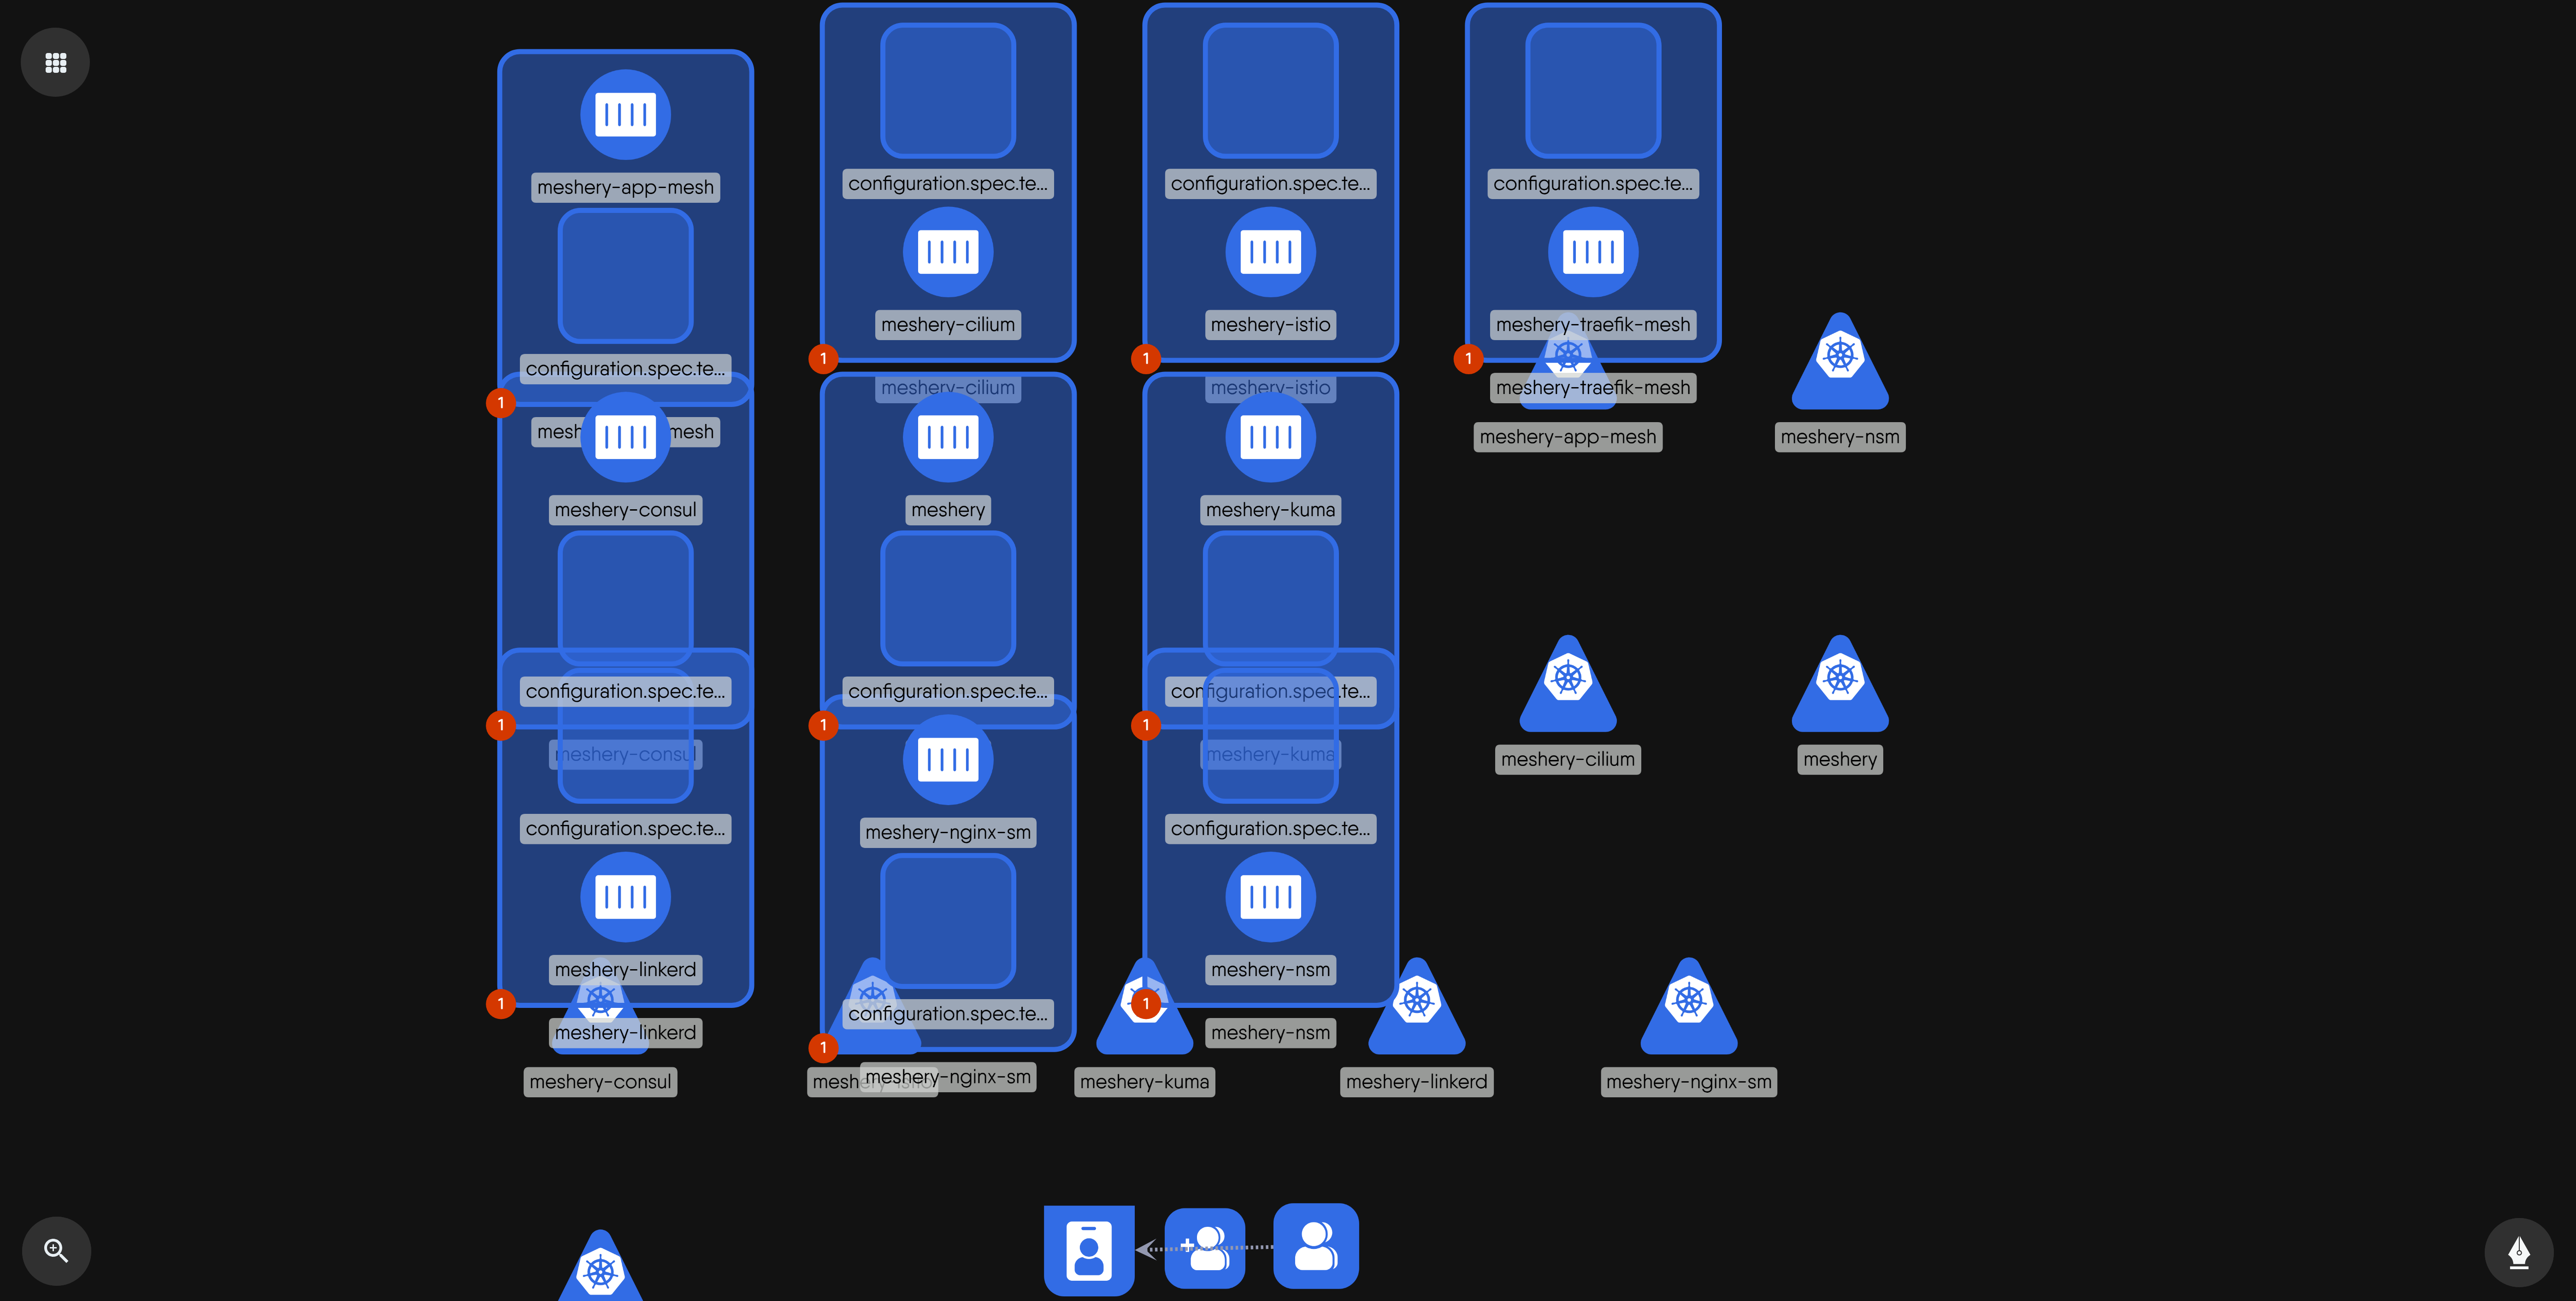 meshery-app-mesh
configuration.spec.te...
mesh
mesh
1
meshery-consul
configuration.spec.te...
1
meshery-consul
configuration.spec.te...
meshery-linkerd
1
meshery-linkerd
meshery-consul
configuration.spec.te...
meshery-cilium
1
meshery-cilium
meshery
configuration.spec.te...
1
meshery-nginx-sm
configuration.spec.te...
1
meshery-nginx-sm
configuration.spec.te...
meshery-istio
1
meshery-istio
meshery-kuma
configuration.spec.te...
1
meshery-kuma
configuration.spec.te...
meshery-nsm
1
meshery-nsm
meshery-kuma
configuration.spec.te...
meshery-traefik-mesh
1
meshery-traefik-mesh
meshery-app-mesh
meshery-nsm
meshery-cilium
meshery
meshery-linkerd
meshery-nginx-sm